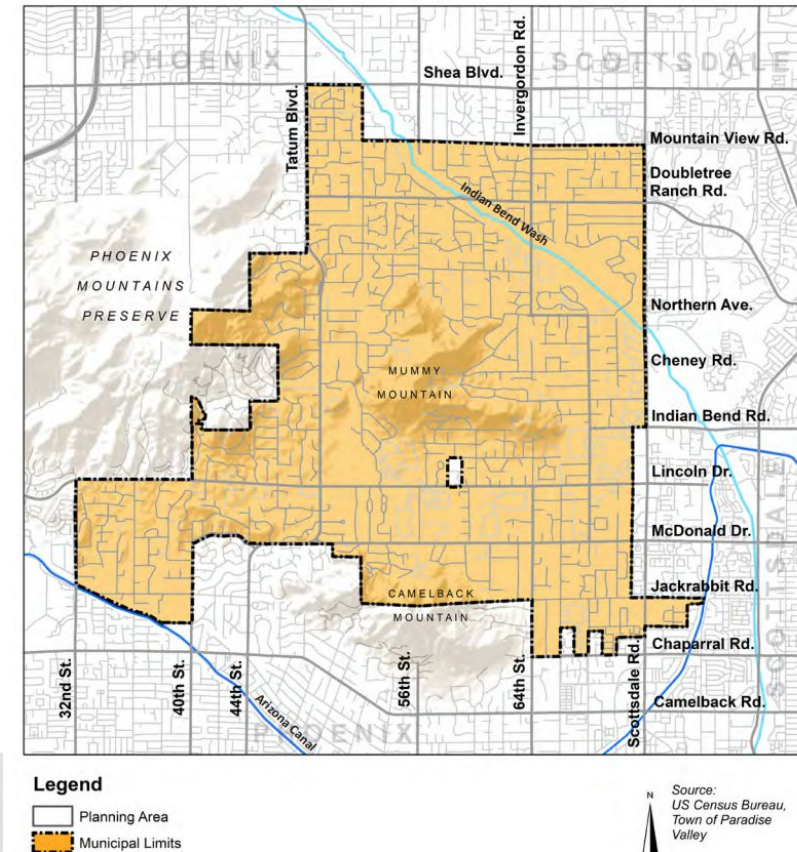 PHOENIX
SCOTTSDALE
Shea Blvd.
Invergordon Rd.
Tatum Blvd.
Mountain View Rd.
Doubletree
Ranch Rd.
Indian Bend Wash
PHOENIX
MOUNTAINS
PRESERVE
Northern Ave.
MUMMY
MOUNTAIN
Cheney Rd.
Indian Bend Rd.
Lincoln Dr.
McDonald Dr.
CAMELBACK
MOUNTAIN
Jackrabbit Rd.
Chaparral Rd.
Camelback Rd.
32nd St.
40th St.
44th St.
56th St.
64th St.
Scottsdale Rd.
SCOTTSDALE
Arizona Canal
PHOENIX
Legend
Planning Area
Municipal Limits
N
Source:
US Census Bureau,
Town of Paradise
Valley